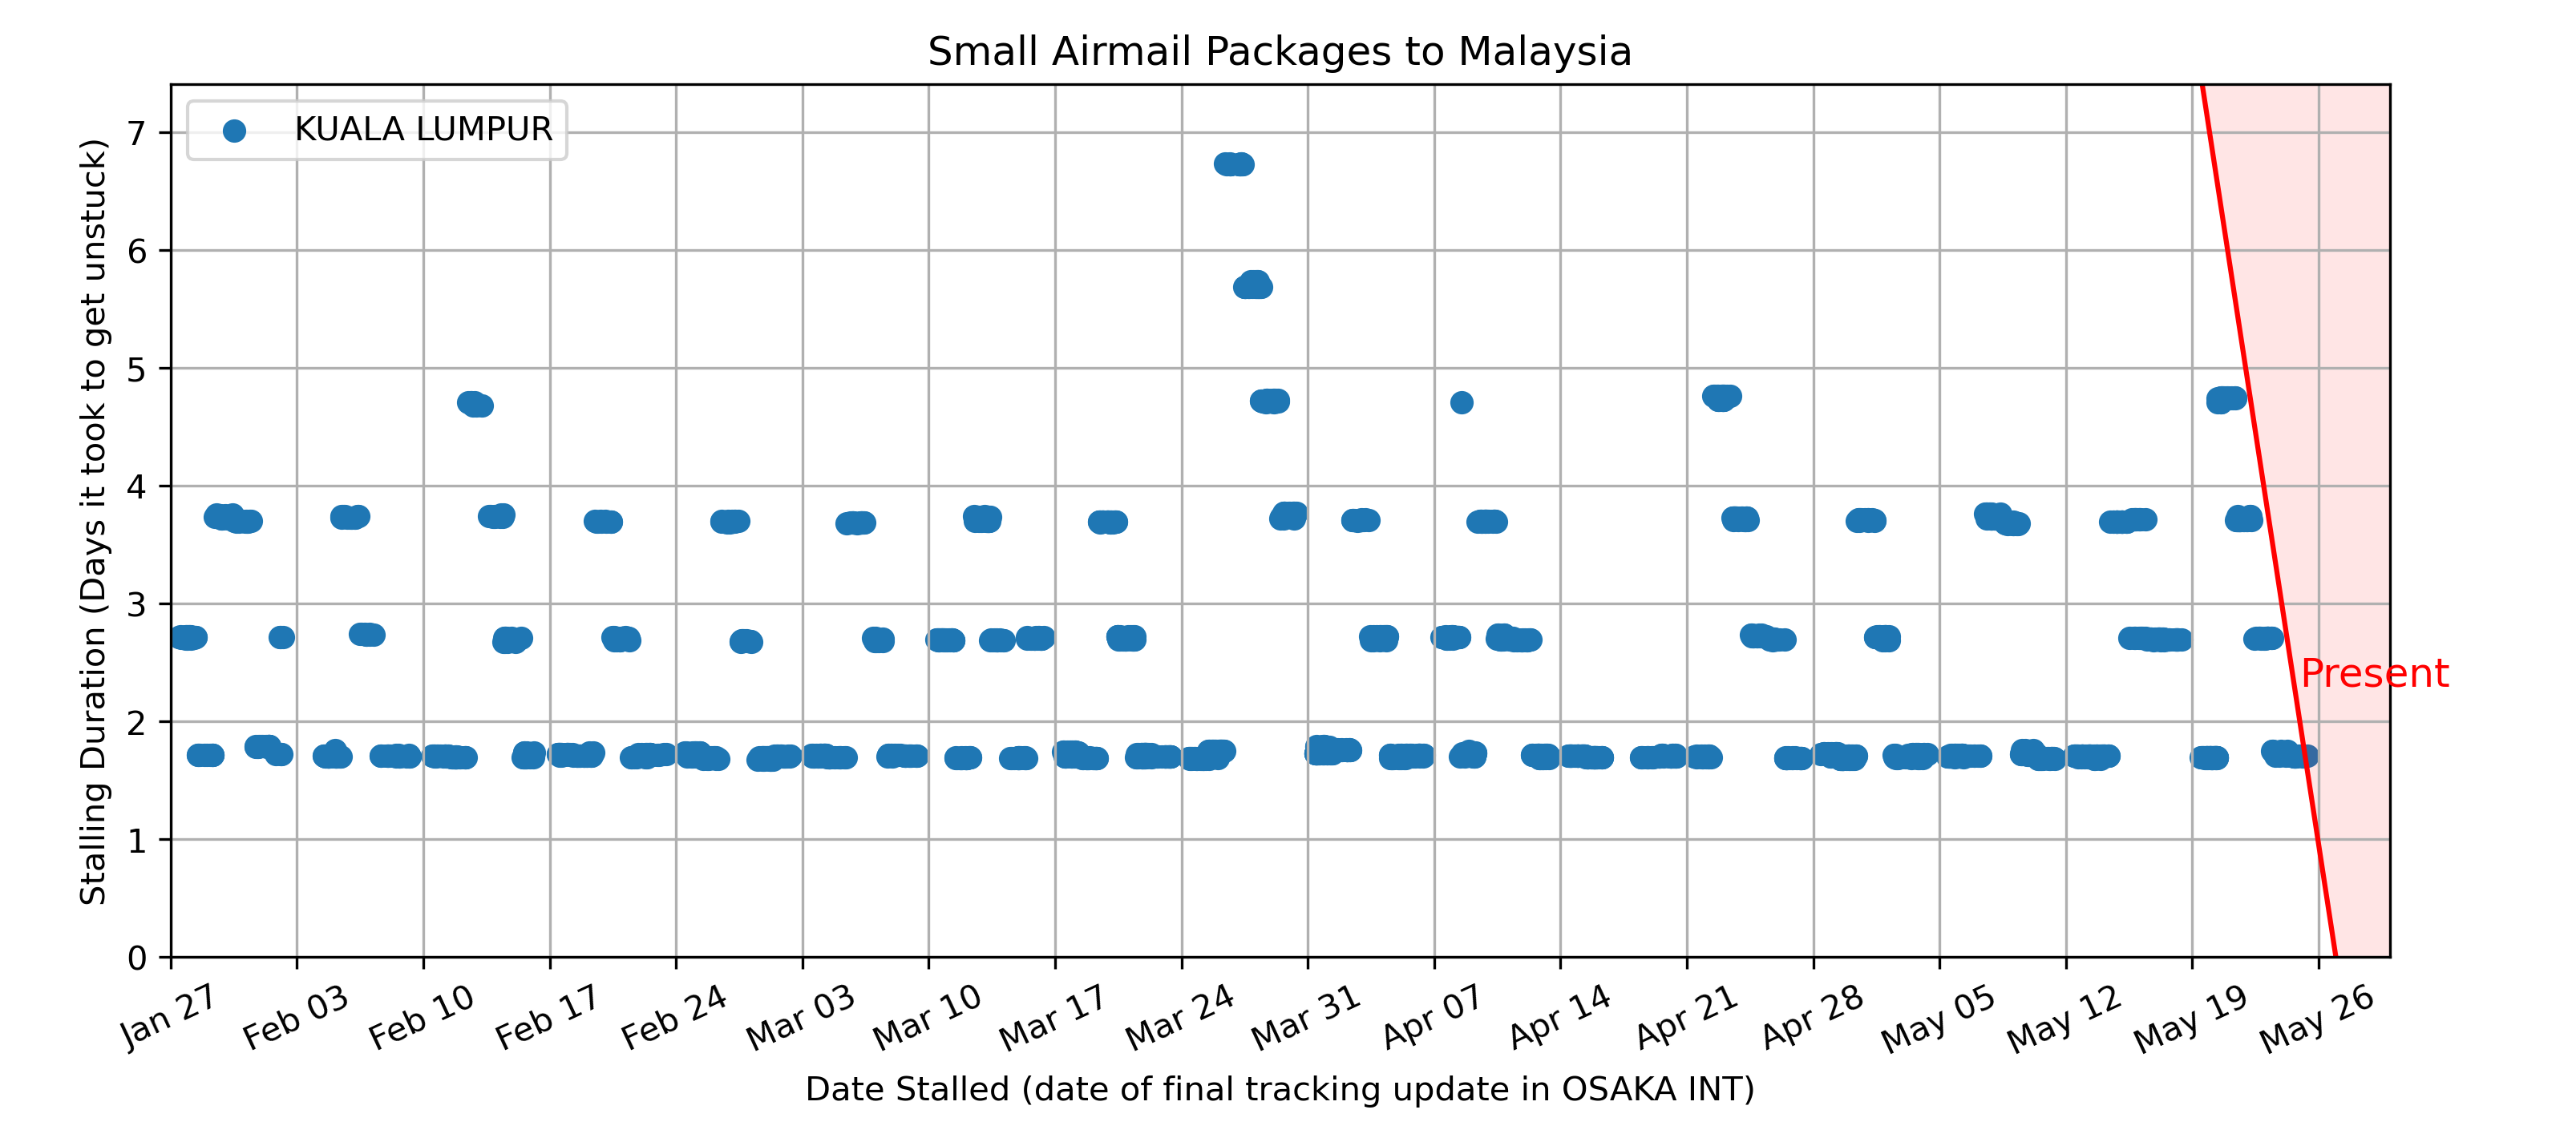 Small Airmail Packages to Malaysia
KUALA LUMPUR
Stalling Duration (Days it took to get unstuck)
7
6
5
4
3
2
1
0
Present
Jan 27
Feb 03
Feb 10
Feb 17
Feb 24
Mar 03
Mar 10
Mar 17
Mar 24
Mar 31
Apr 07
Apr 14
Apr 21
Apr 28
May 05
May 12
May 19
May 26
Date Stalled (date of final tracking update in OSAKA INT)